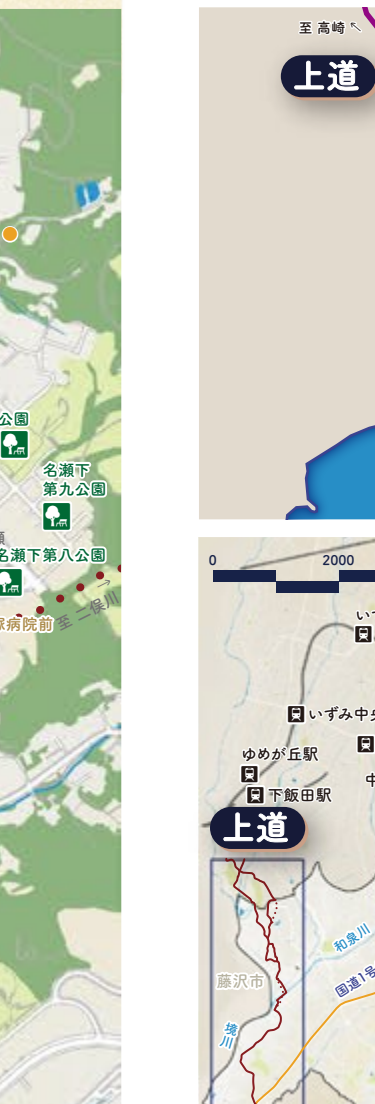 公園
名瀬下
第九公園
名瀬下第八公園
病院前
至 二俣川
至 高崎
上道
0
2000
いずみ中央
ゆめが丘駅
下飯田駅
上道
和泉川
国道1号
藤沢市
境川